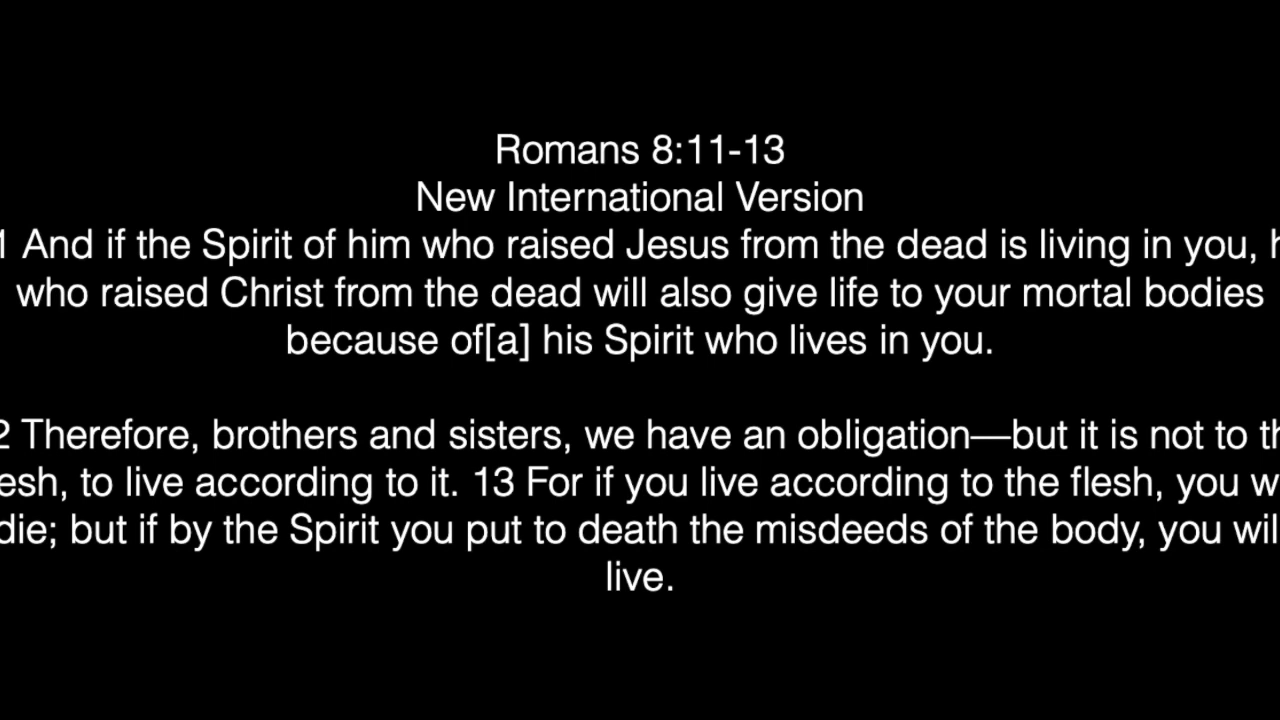 Romans 8:11-13
New International Version
1 And if the Spirit of him who raised Jesus from the dead is living in you, h
who raised Christ from the dead will also give life to your mortal bodies
because of[a] his Spirit who lives in you.
2 Therefore, brothers and sisters, we have an obligation—but it is not to th
esh, to live according to it. 13 For if you live according to the flesh, you w
die; but if by the Spirit you put to death the misdeeds of the body, you wil
live.